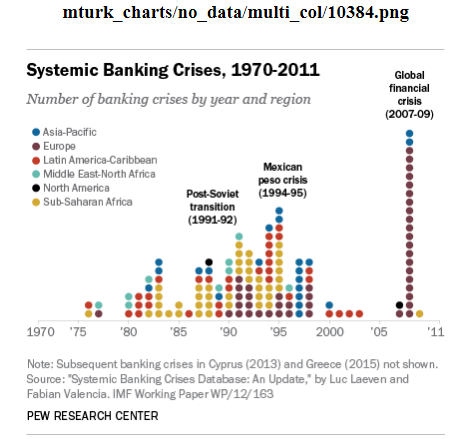 mturk_charts/no_data/multi_col/10384.png
Systemic Banking Crises, 1970-2011
Number of banking crises by year and region
Global
financial
crisis
(2007-09)
Asia-Pacific
Europe
Latin America-Caribbean
Middle East-North Africa
North America
Sub-Saharan Africa
Mexican
peso crisis
(1994-95)
Post-Soviet
transition
(1991-92)
1970 '75 '80 '85 '90 '95 2000 '05 '11
Note: Subsequent banking crises in Cyprus (2013) and Greece (2015) not shown.
Source: "Systemic Banking Crises Database: An Update," by Luc Laeven and
Fabian Valencia. IMF Working Paper WP/12/163
PEW RESEARCH CENTER